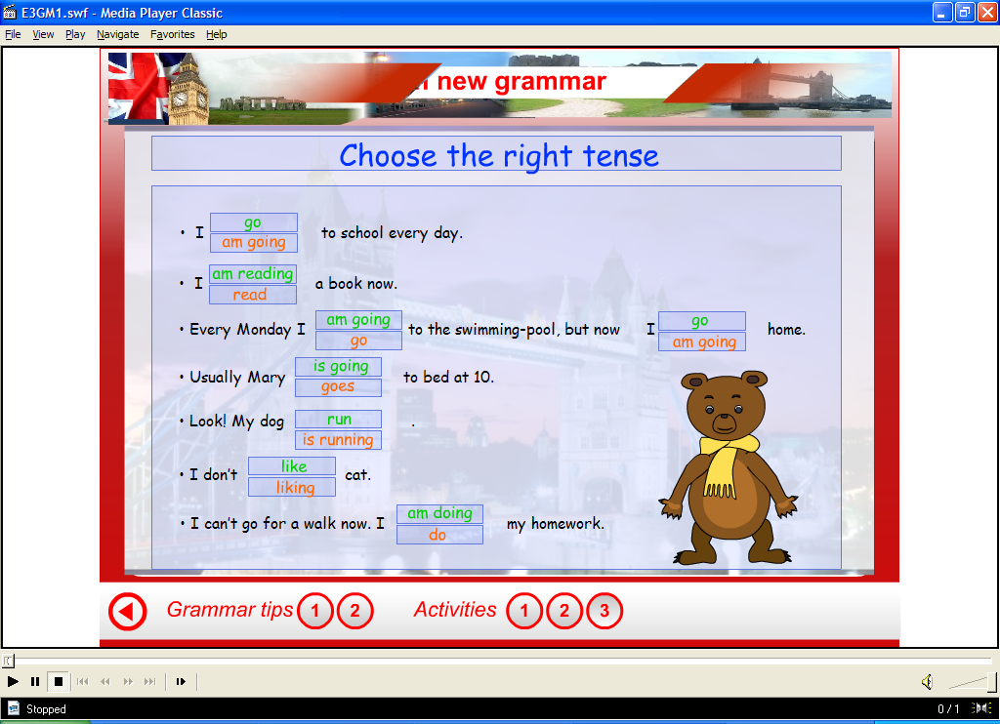 E3GM1.swf - Media Player Classic
File View Play Navigate Favorites Help
new grammar
Choose the right tense
go
• I to school every day.
am going
am reading
• I a book now.
read
am going go
• Every Monday I to the swimming-pool, but now I home.
go am going
is going
• Usually Mary to bed at 10.
goes
run
• Look! My dog .
is running
like
• I don't cat.
liking
am doing
• I can't go for a walk now. I my homework.
do
Grammar tips 1 2 Activities 1 2 3
Stopped 0 / 1